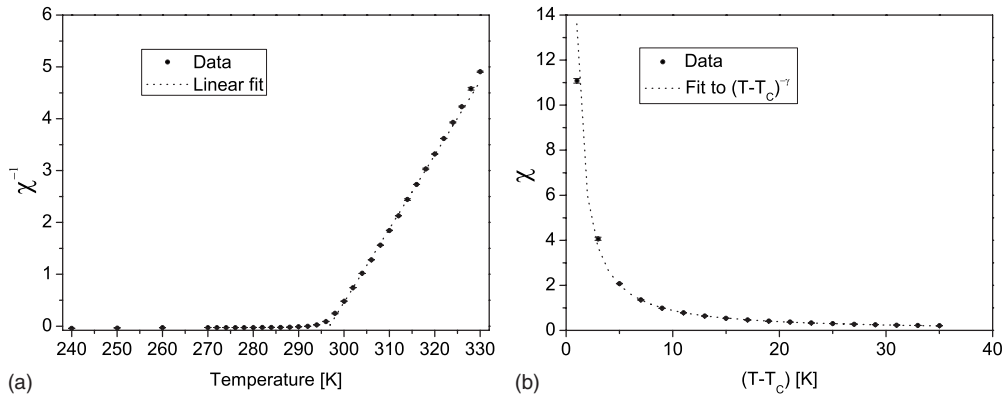 6
5
4
3
2
1
0
χ⁻¹
Data
Linear fit
240 250 260 270 280 290 300 310 320 330
Temperature [K]
(a)
14
12
10
8
6
4
2
0
χ
Data
Fit to (T-T_C)^-γ
0 10 20 30 40
(T-T_C) [K]
(b)